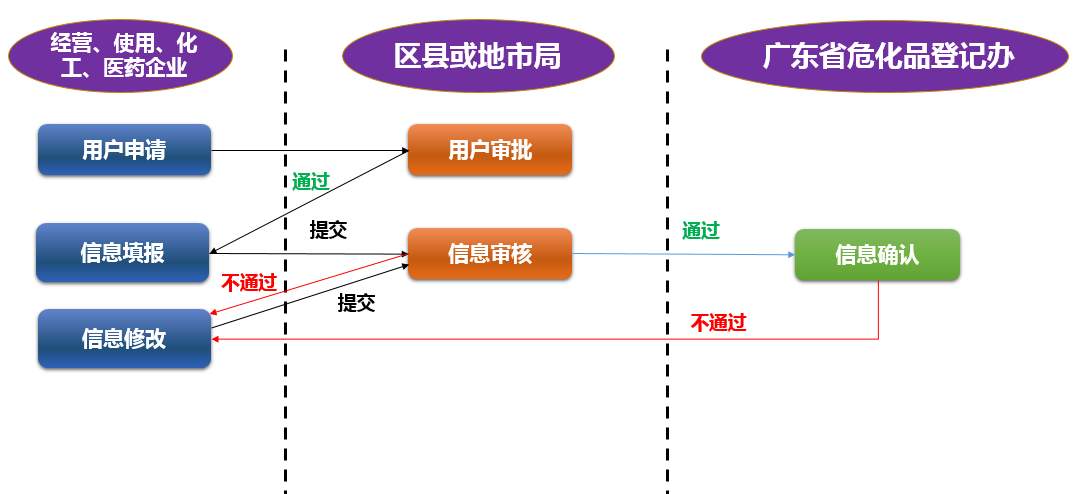 经营、使用、化
工、医药企业
区县或地市局
广东省危化品登记办
用户申请
用户审批
通过
信息填报
提交
信息审核
通过
信息确认
不通过
提交
信息修改
不通过